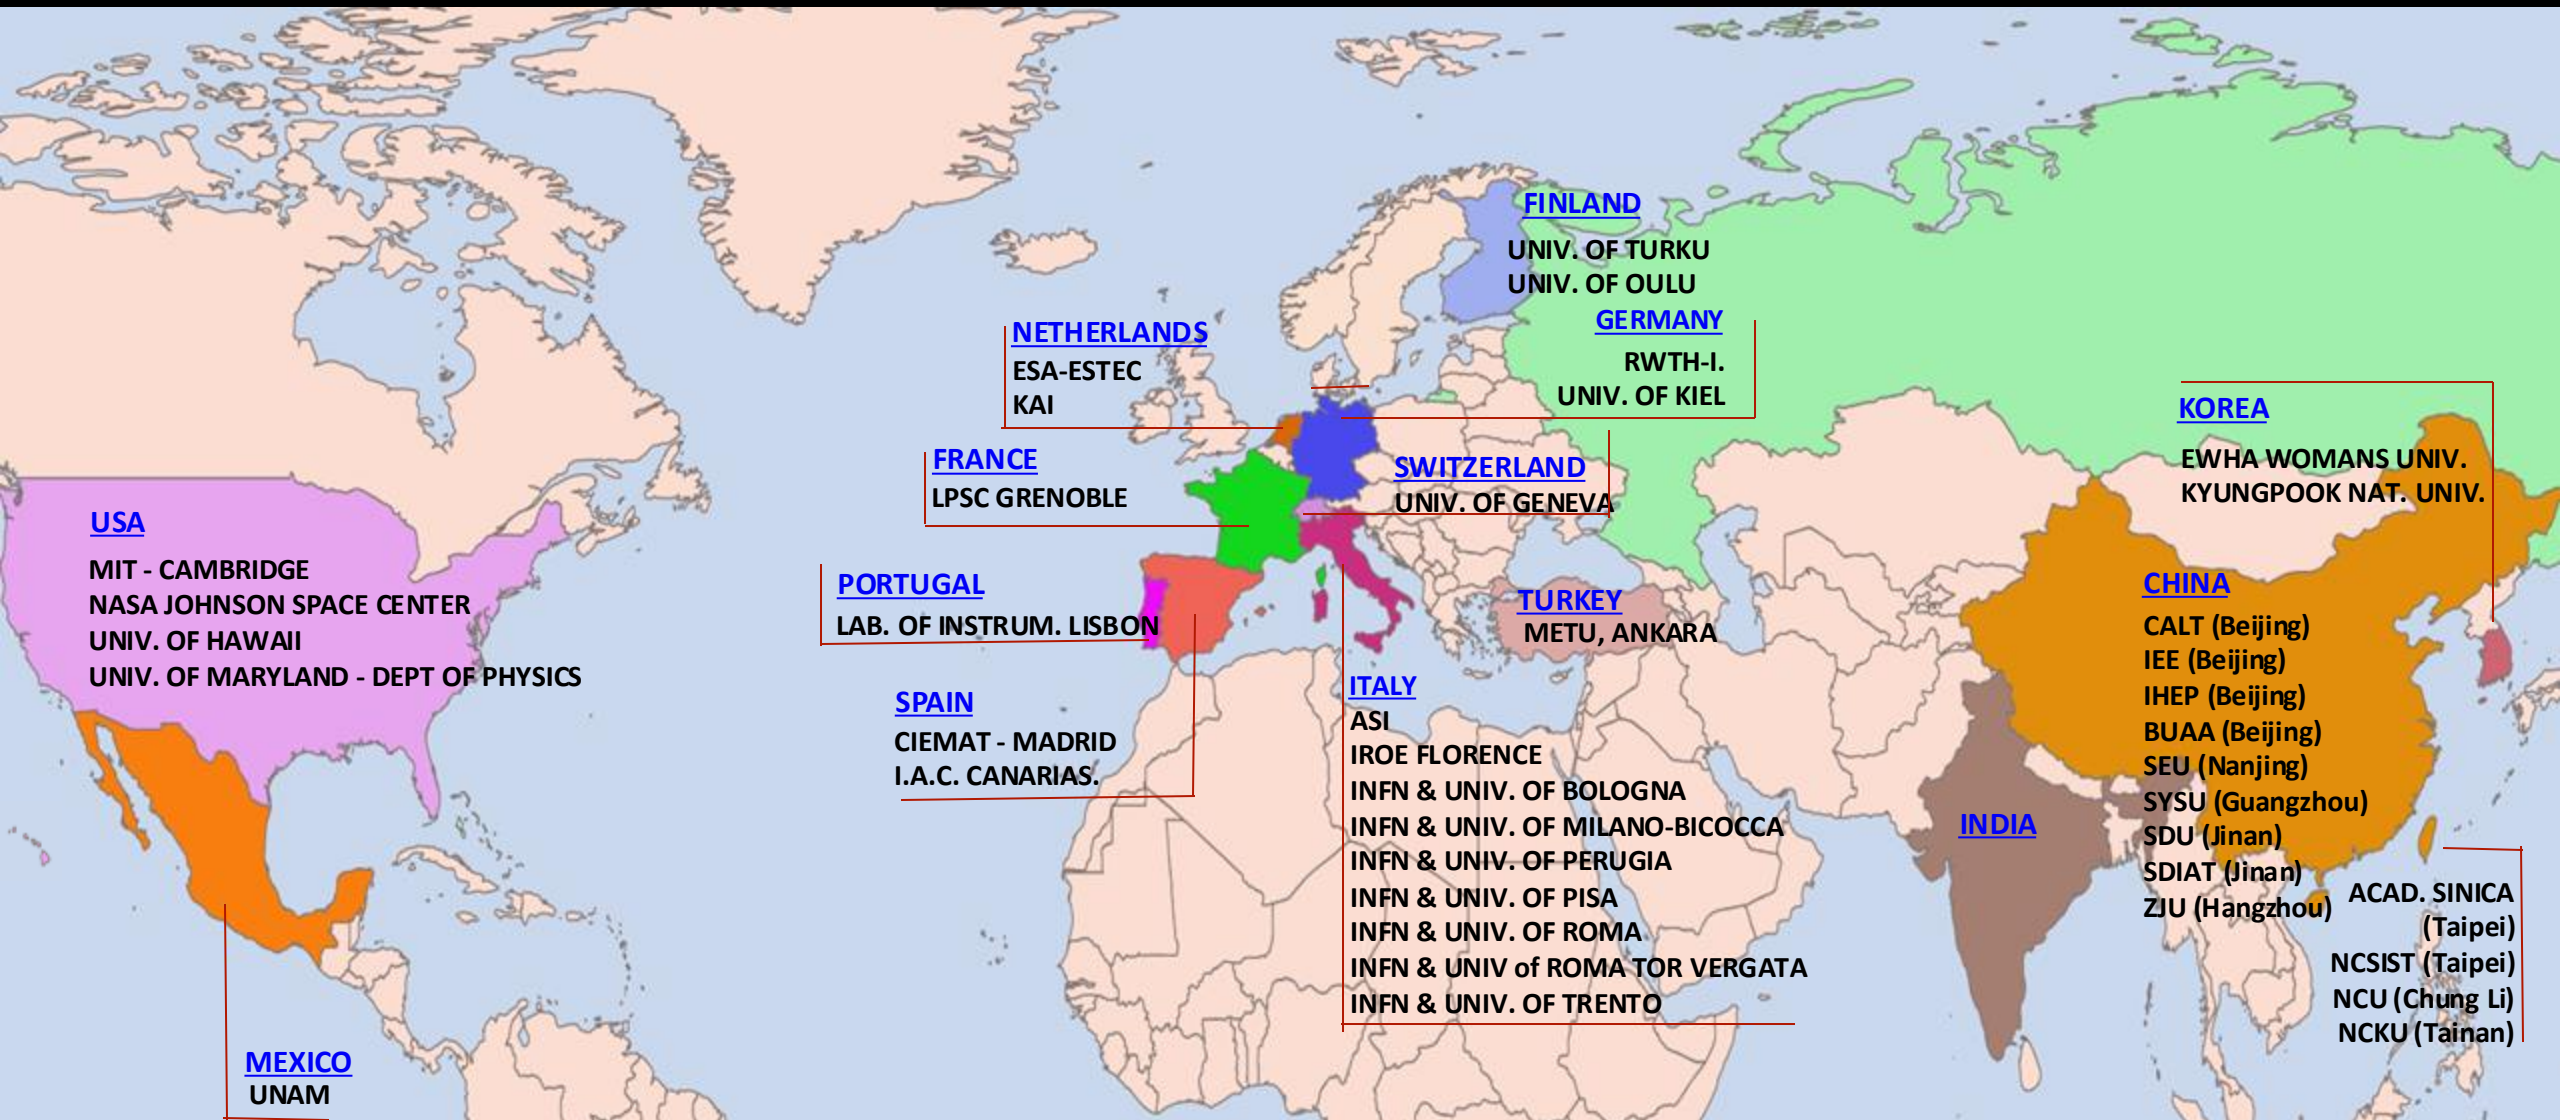 FINLAND
UNIV. OF TURKU
UNIV. OF OULU
GERMANY
RWTH-I.
UNIV. OF KIEL
NETHERLANDS
ESA-ESTEC
KAI
FRANCE
LPSC GRENOBLE
SWITZERLAND
UNIV. OF GENEVA
KOREA
EWHA WOMANS UNIV.
KYUNGPOOK NAT. UNIV.
USA
MIT - CAMBRIDGE
NASA JOHNSON SPACE CENTER
UNIV. OF HAWAII
UNIV. OF MARYLAND - DEPT OF PHYSICS
PORTUGAL
LAB. OF INSTRUM. LISBON
TURKEY
METU, ANKARA
CHINA
CALT (Beijing)
IEE (Beijing)
IHEP (Beijing)
BUAA (Beijing)
SEU (Nanjing)
SYSU (Guangzhou)
SDU (Jinan)
SDIAT (Jinan)
ZJU (Hangzhou)
SPAIN
CIEMAT - MADRID
I.A.C. CANARIAS.
ITALY
ASI
IROE FLORENCE
INFN & UNIV. OF BOLOGNA
INFN & UNIV. OF MILANO-BICOCCA
INFN & UNIV. OF PERUGIA
INFN & UNIV. OF PISA
INFN & UNIV. OF ROMA
INFN & UNIV of ROMA TOR VERGATA
INFN & UNIV. OF TRENTO
INDIA
ACAD. SINICA
(Taipei)
NCSIST (Taipei)
NCU (Chung Li)
NCKU (Tainan)
MEXICO
UNAM